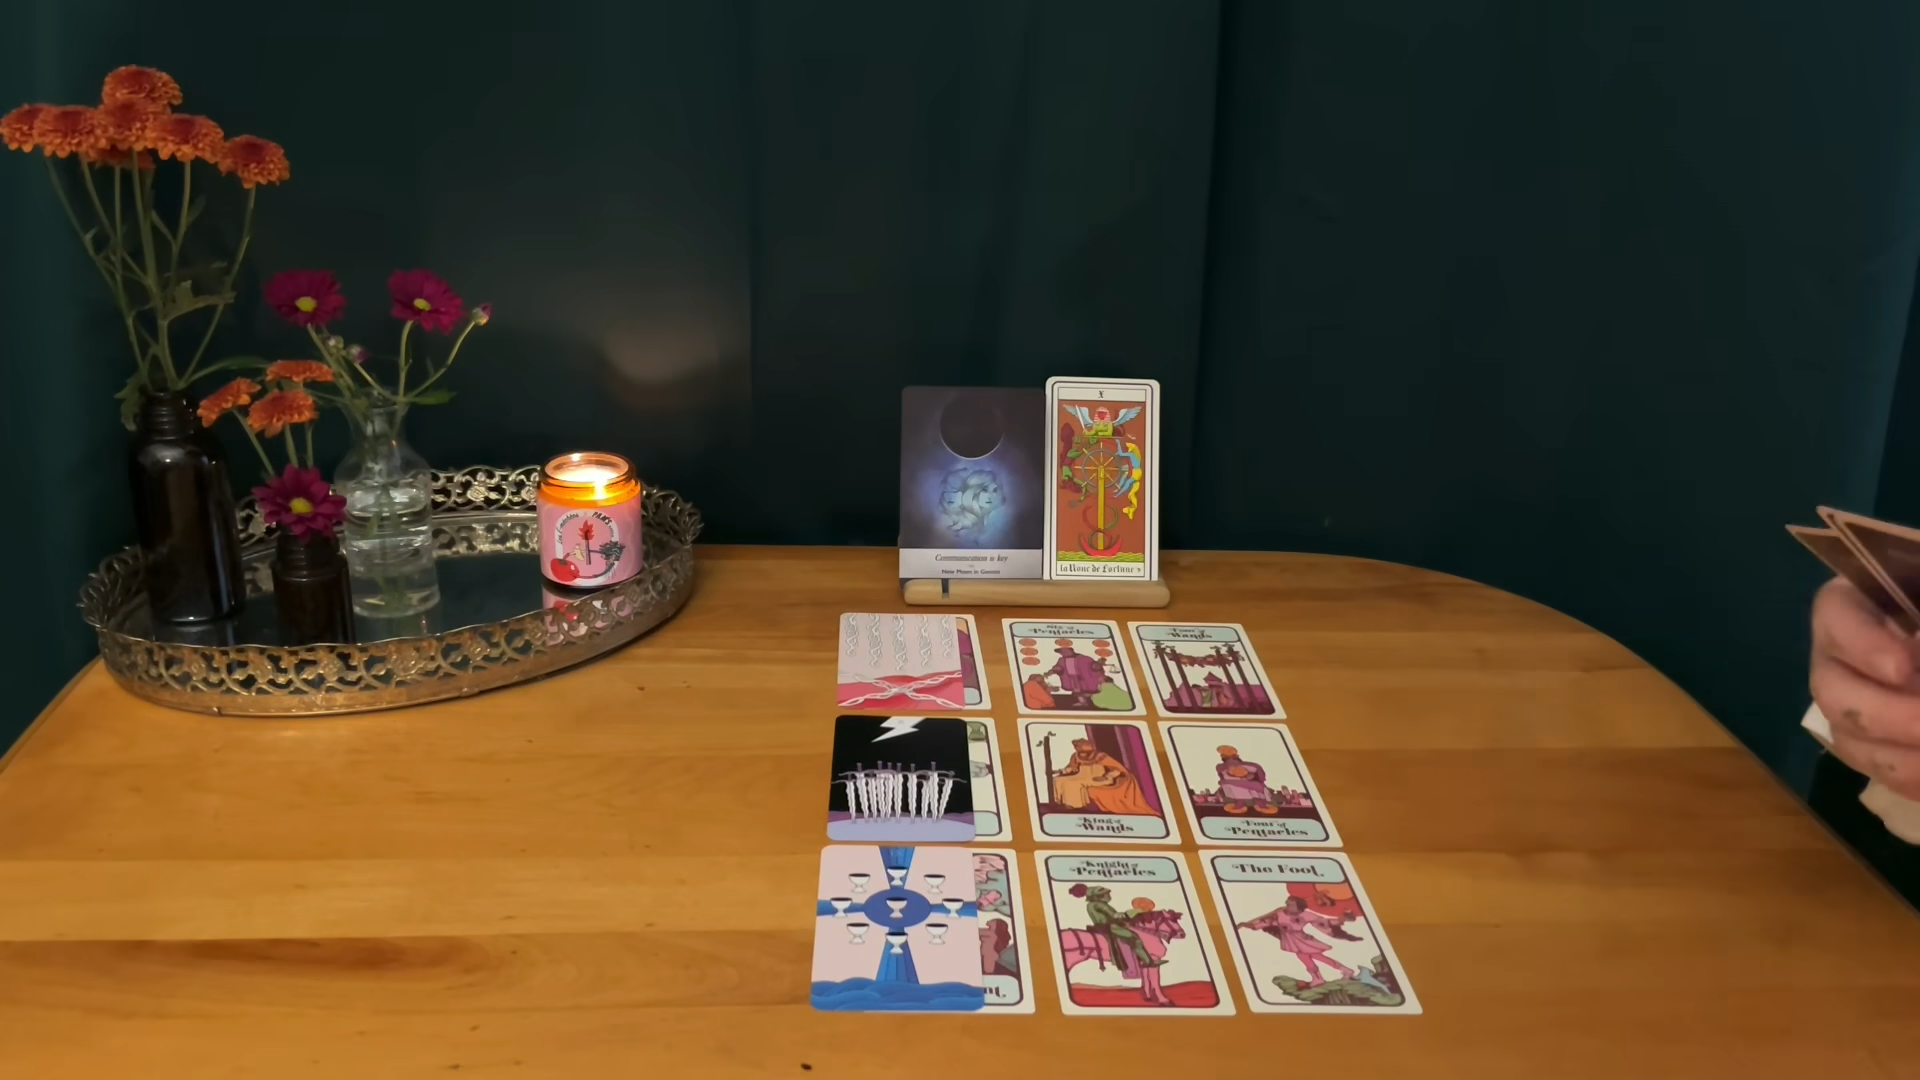 Communication is key
New Moon in Gemini
X
la Roue de Fortune
Six of
Pentacles
Four of
Wands
King of
Wands
Four of
Pentacles
Knight of
Pentacles
The Fool